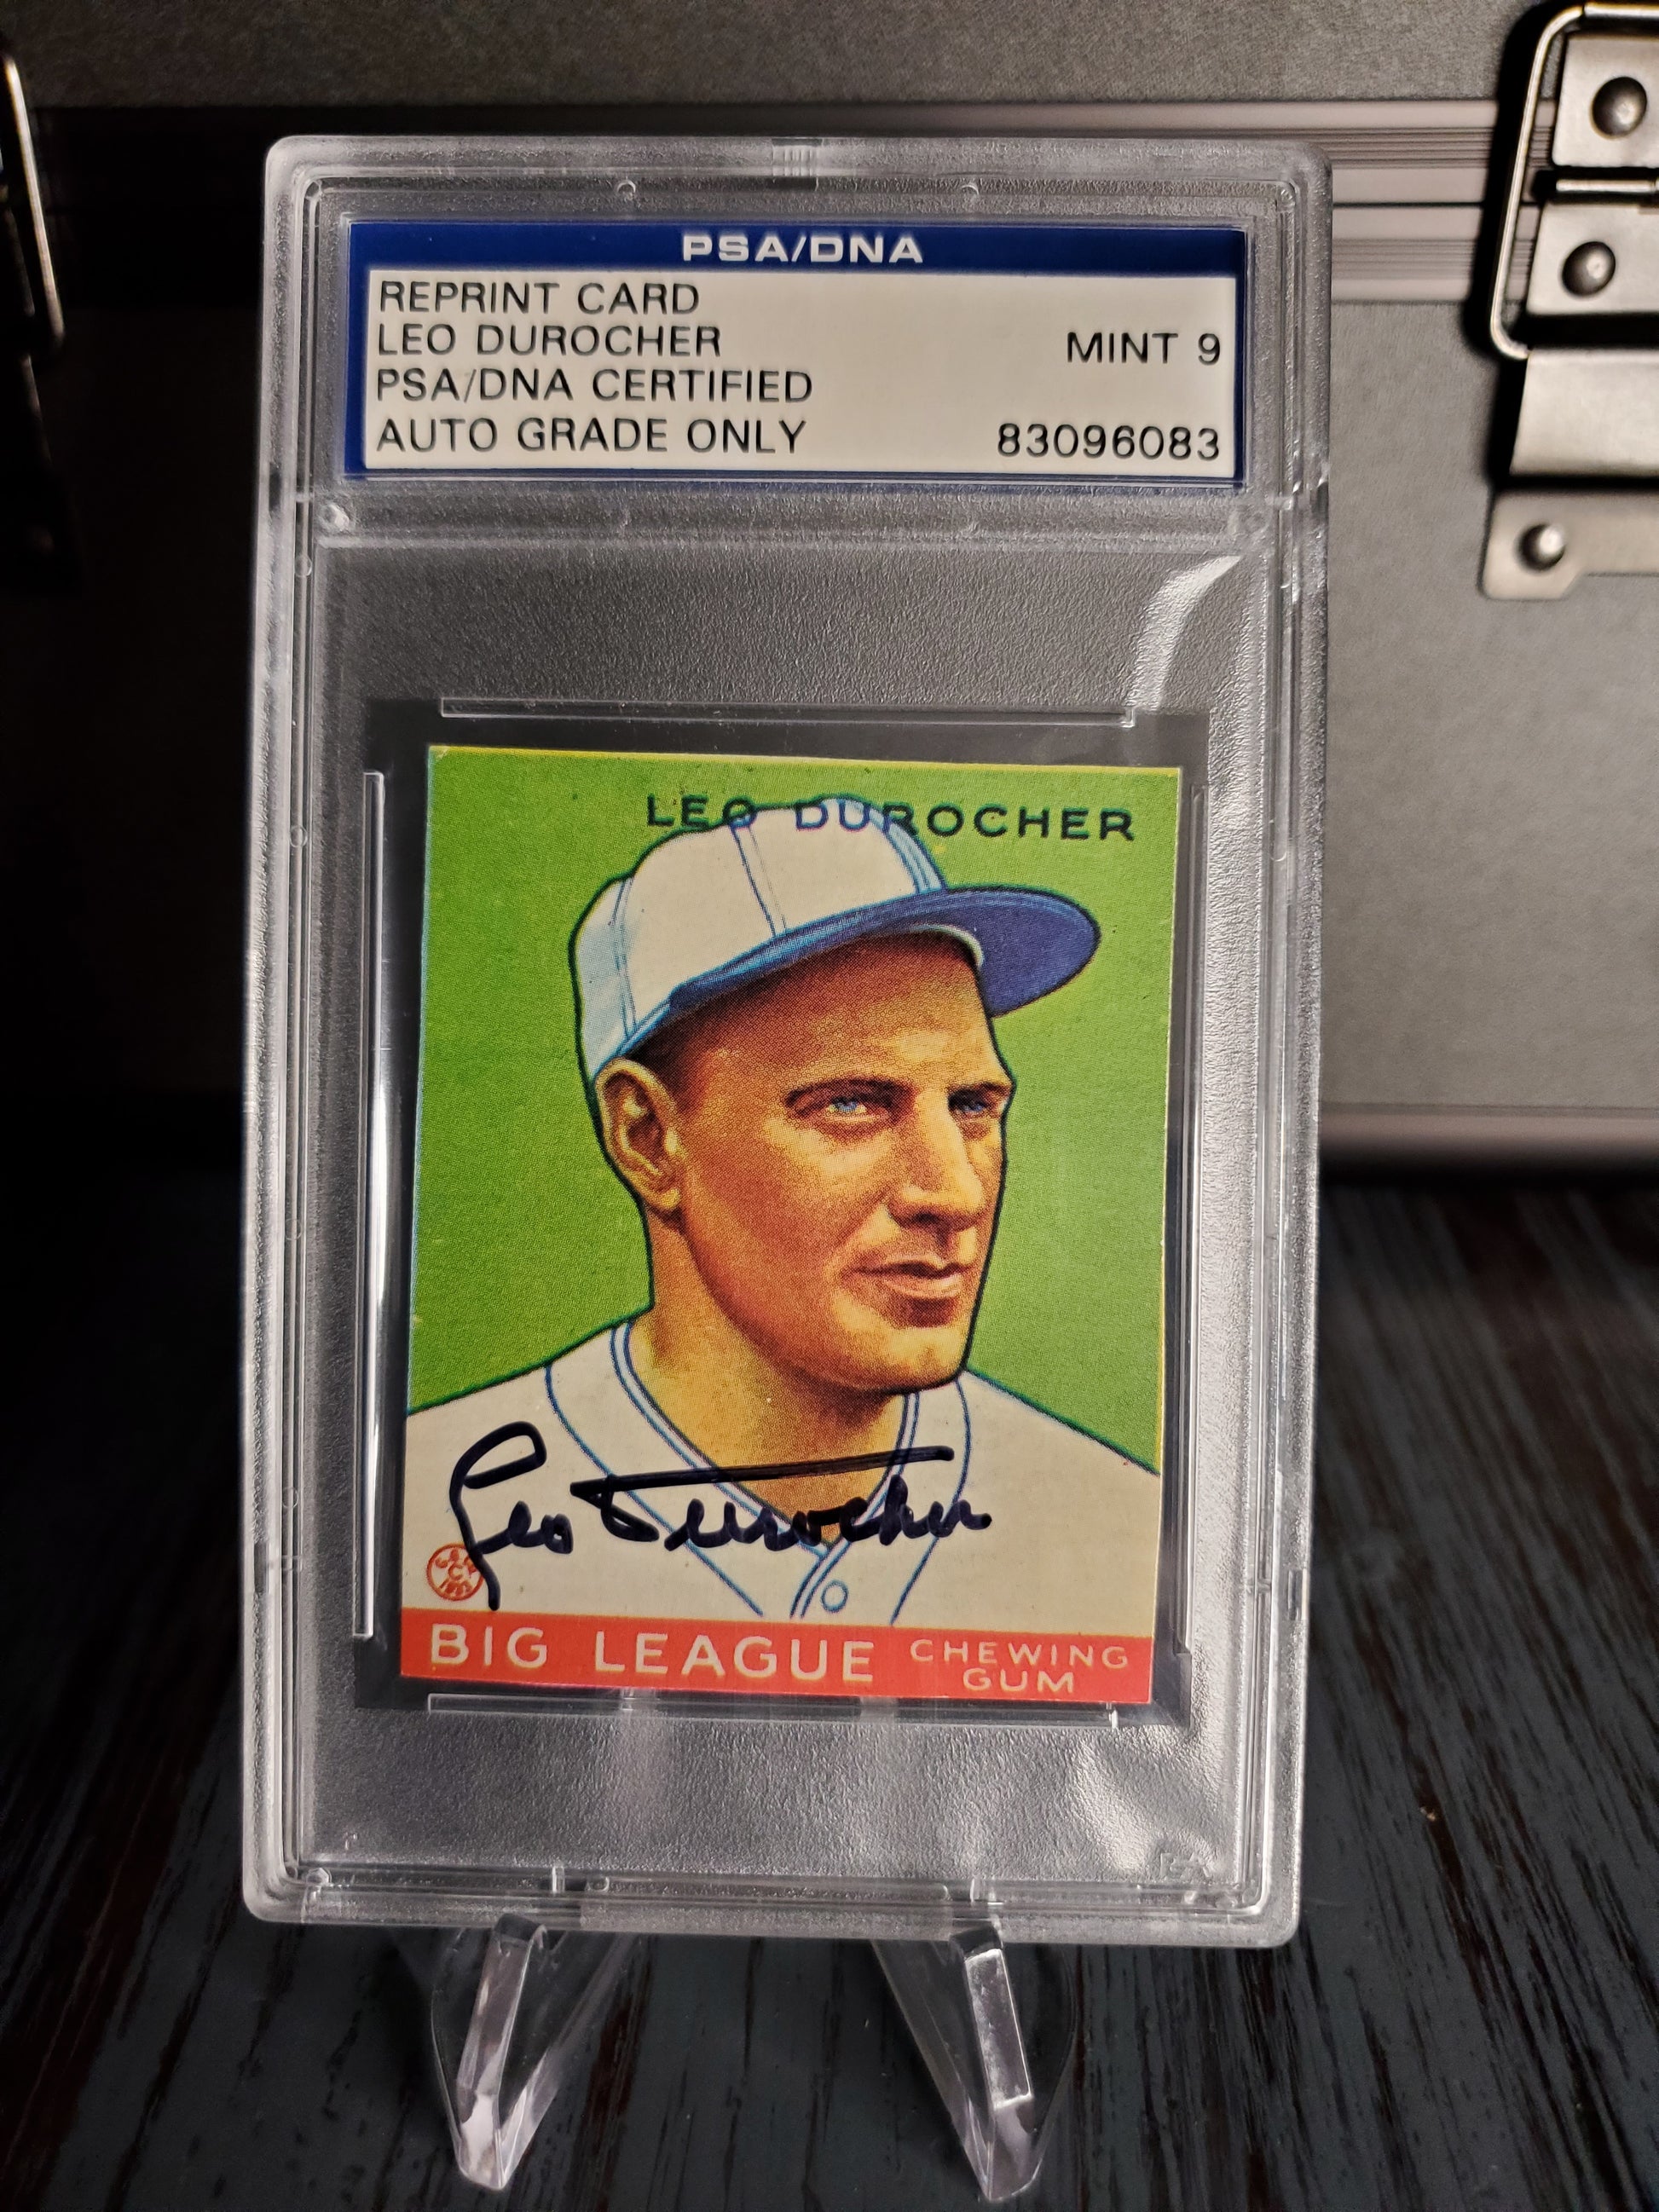 PSA/DNA
REPRINT CARD
LEO DUROCHER
MINT 9
PSA/DNA CERTIFIED
AUTO GRADE ONLY
83096083
LEO DUROCHER
Leo Durocher
BIG LEAGUE
CHEWING
GUM